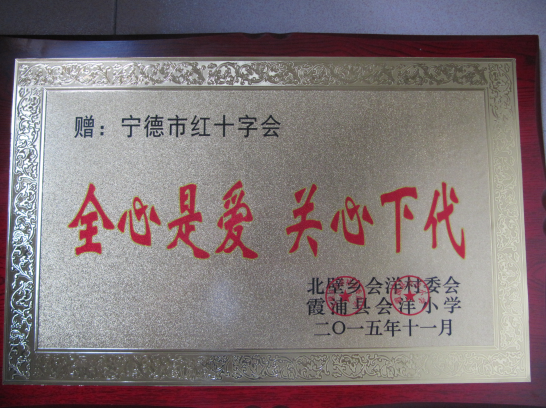 赠：宁德市红十字会
全心是爱 关心下代
北壁乡会洋村委会
霞浦县会洋小学
二〇一五年十一月